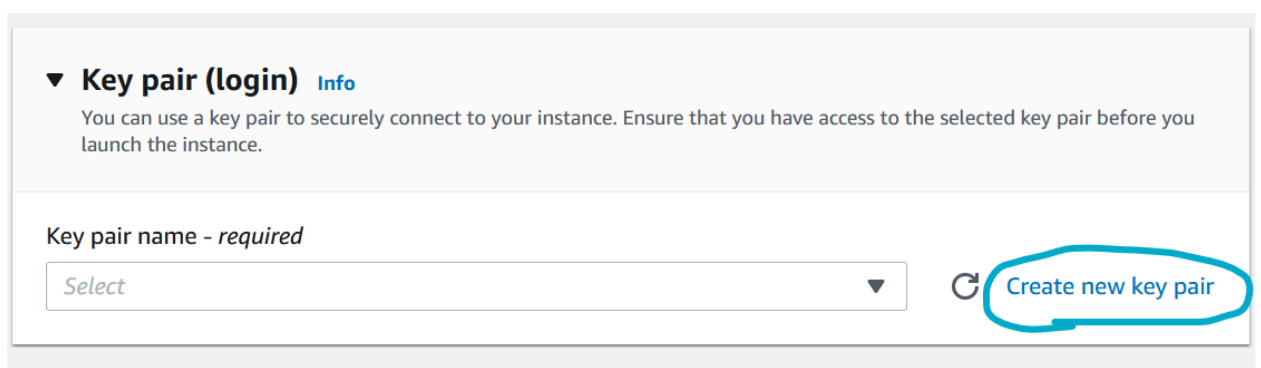 Key pair (login) Info
You can use a key pair to securely connect to your instance. Ensure that you have access to the selected key pair before you
launch the instance.
Key pair name - required
Select
Create new key pair